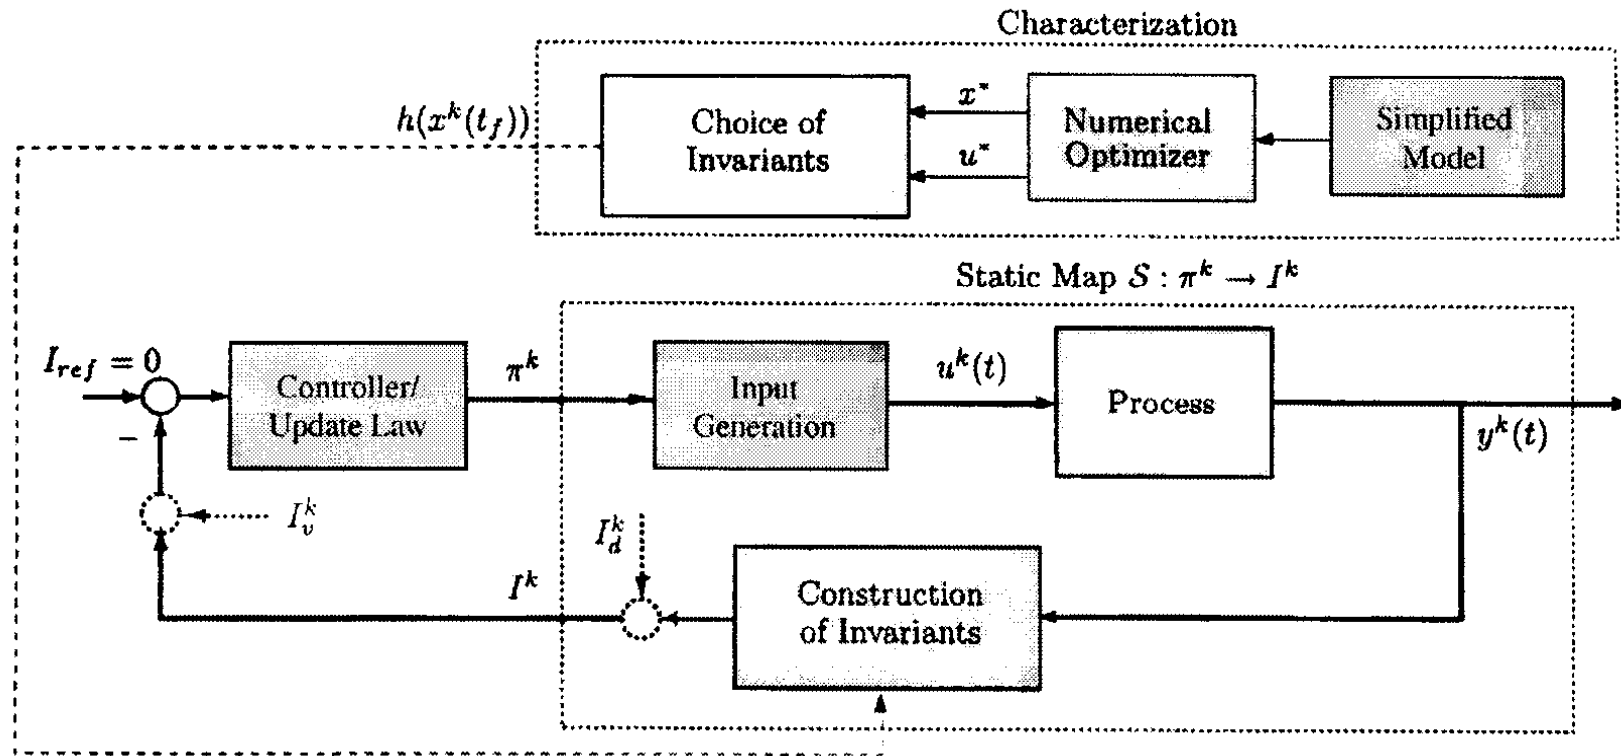 Characterization
h(x^k(t_f))
Choice of
Invariants
x*
u*
Numerical
Optimizer
Simplified
Model
Static Map S : π^k → I^k
I_ref = 0
−
Controller/
Update Law
π^k
Input
Generation
u^k(t)
Process
y^k(t)
I_v^k
I_d^k
I^k
Construction
of Invariants